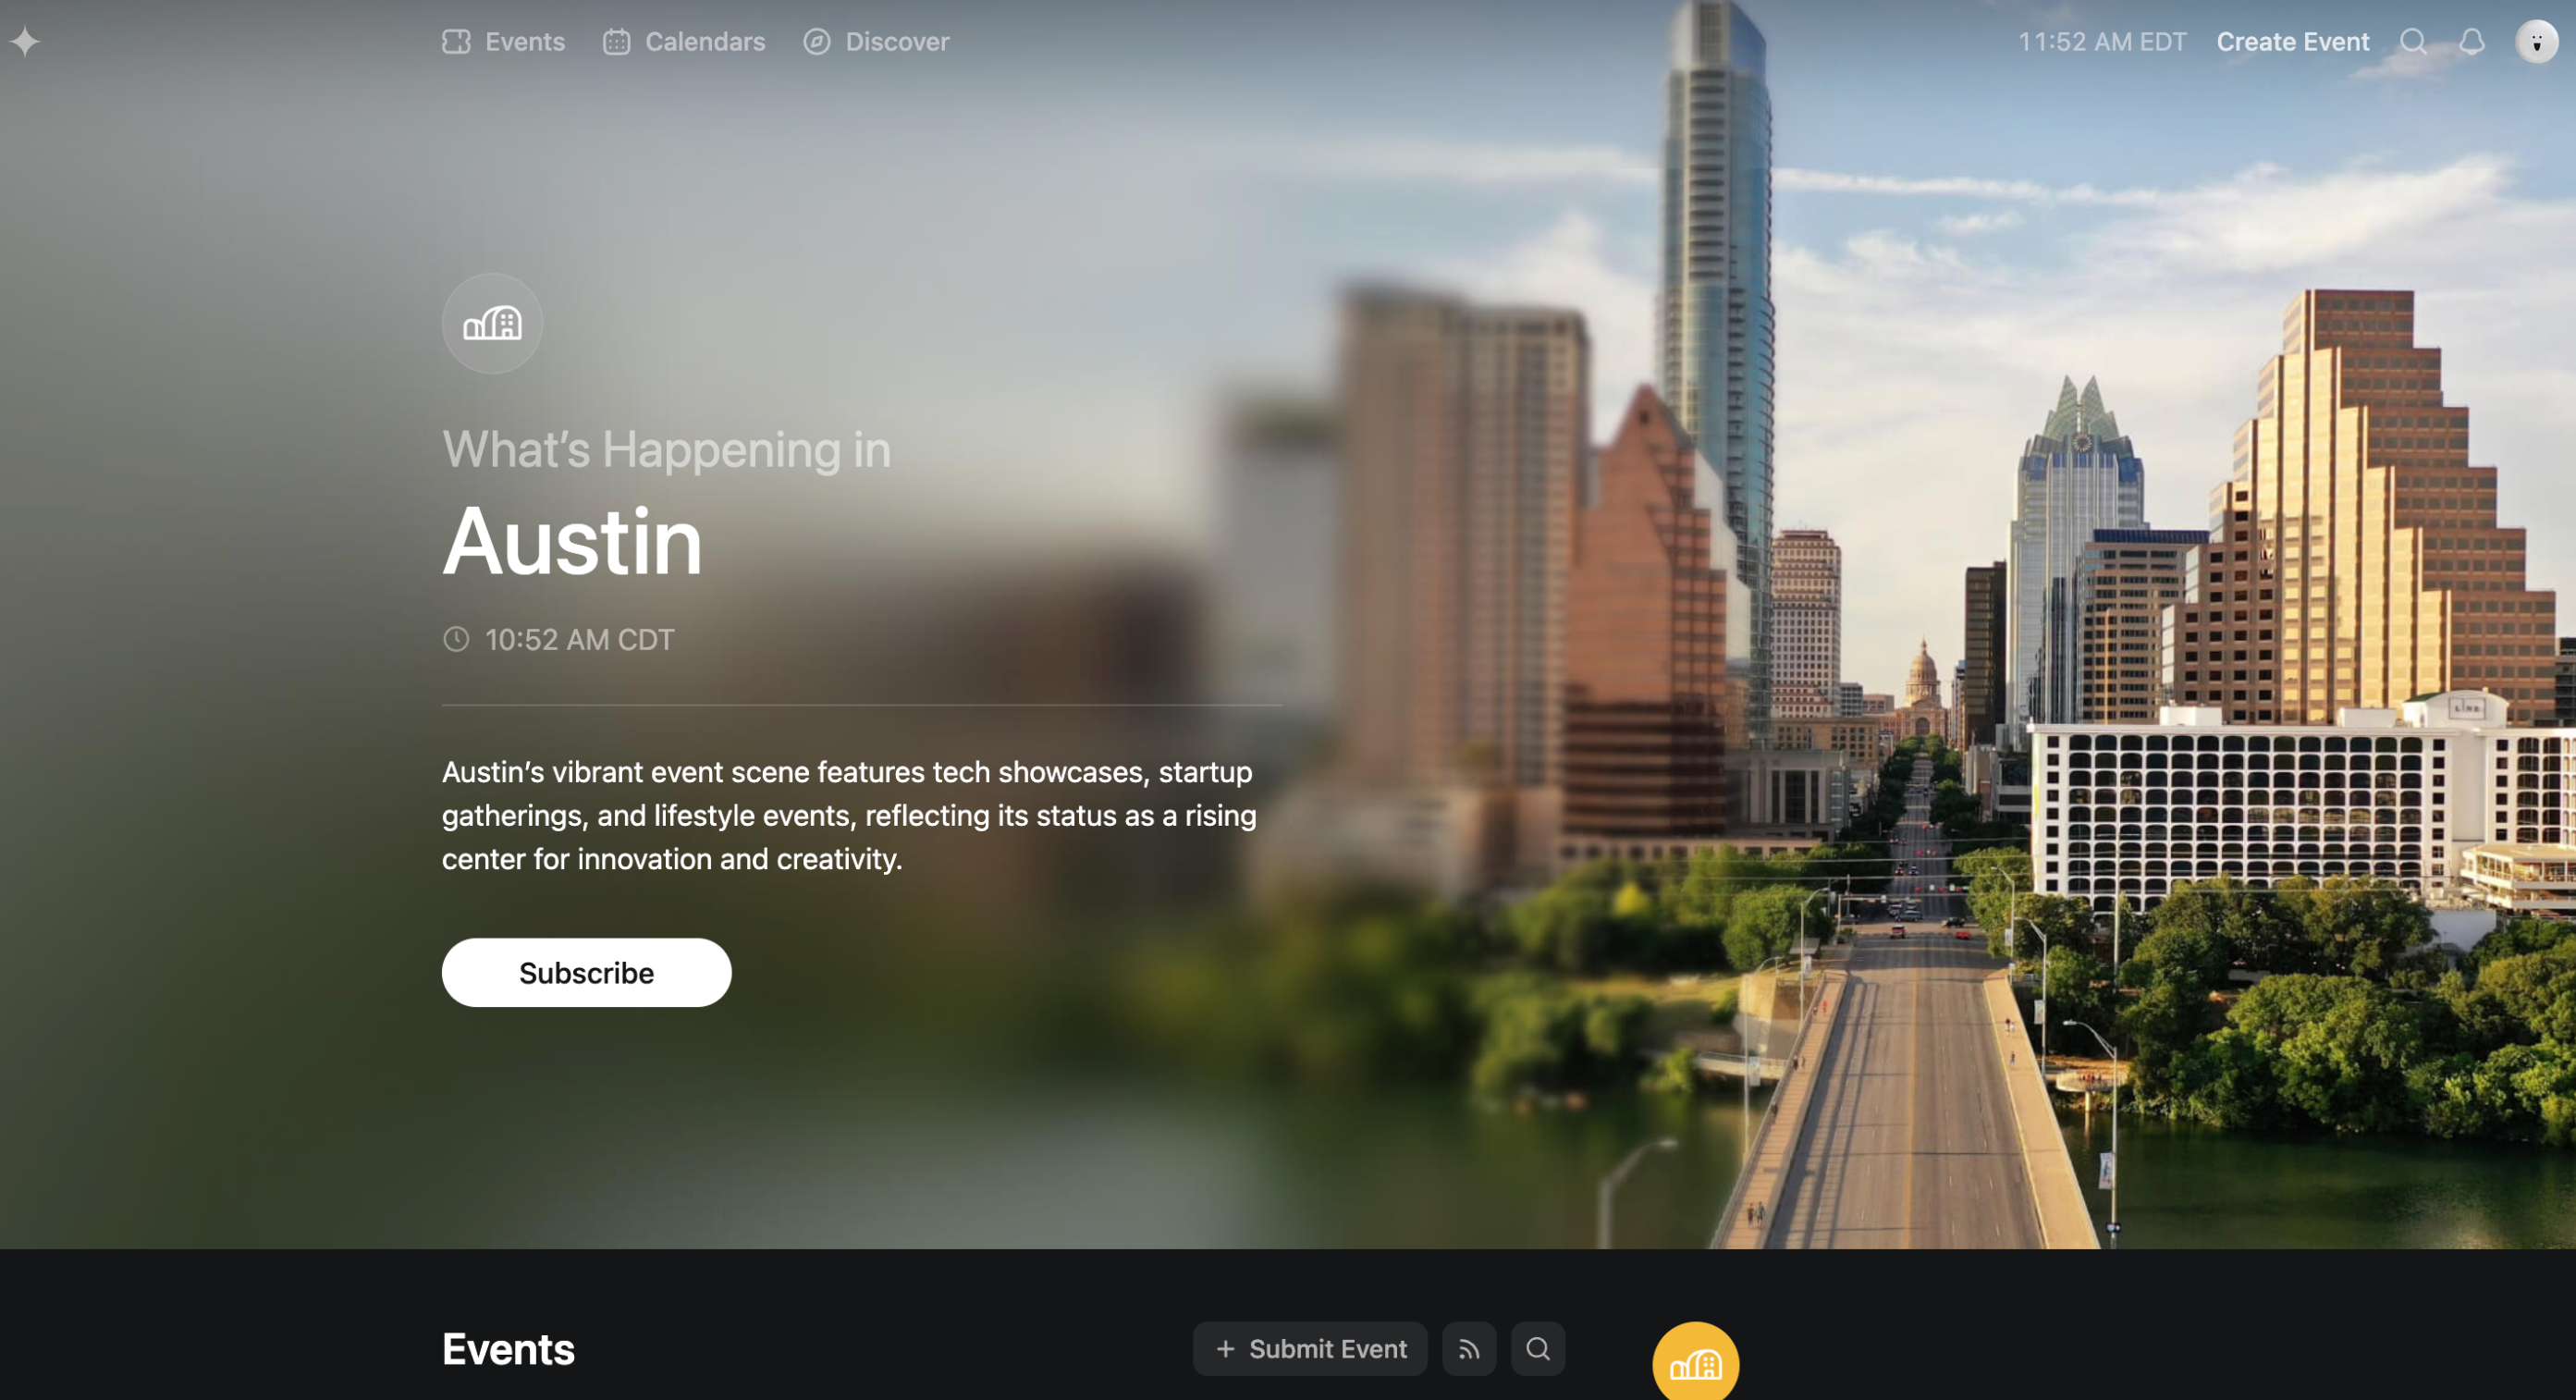 Events
Calendars
Discover
11:52 AM EDT
Create Event
What’s Happening in
Austin
10:52 AM CDT
Austin’s vibrant event scene features tech showcases, startup
gatherings, and lifestyle events, reflecting its status as a rising
center for innovation and creativity.
Subscribe
LINE
Events
+ Submit Event